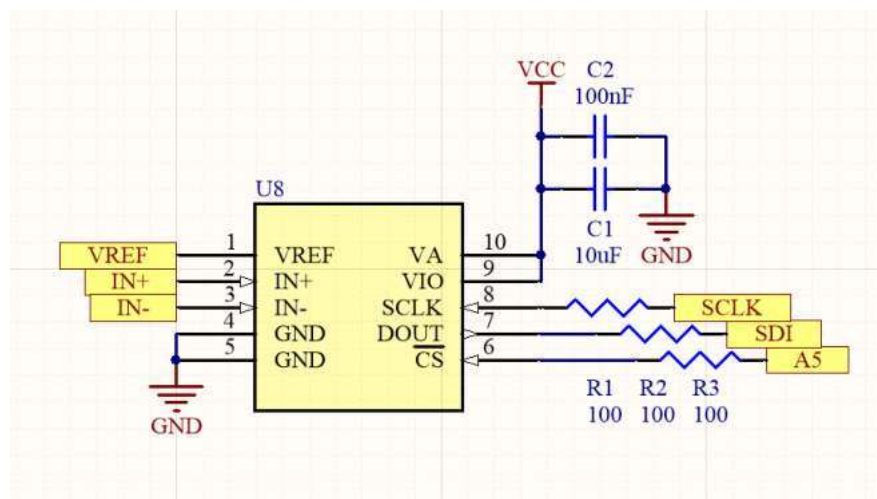 VCC
C2
100nF
U8
C1
10uF
GND
VREF
1
VREF
VA
10
IN+
2
IN+
VIO
9
IN-
3
IN-
SCLK
8
SCLK
4
GND
DOUT
7
SDI
5
GND
CS
6
A5
GND
R1 R2 R3
100 100 100